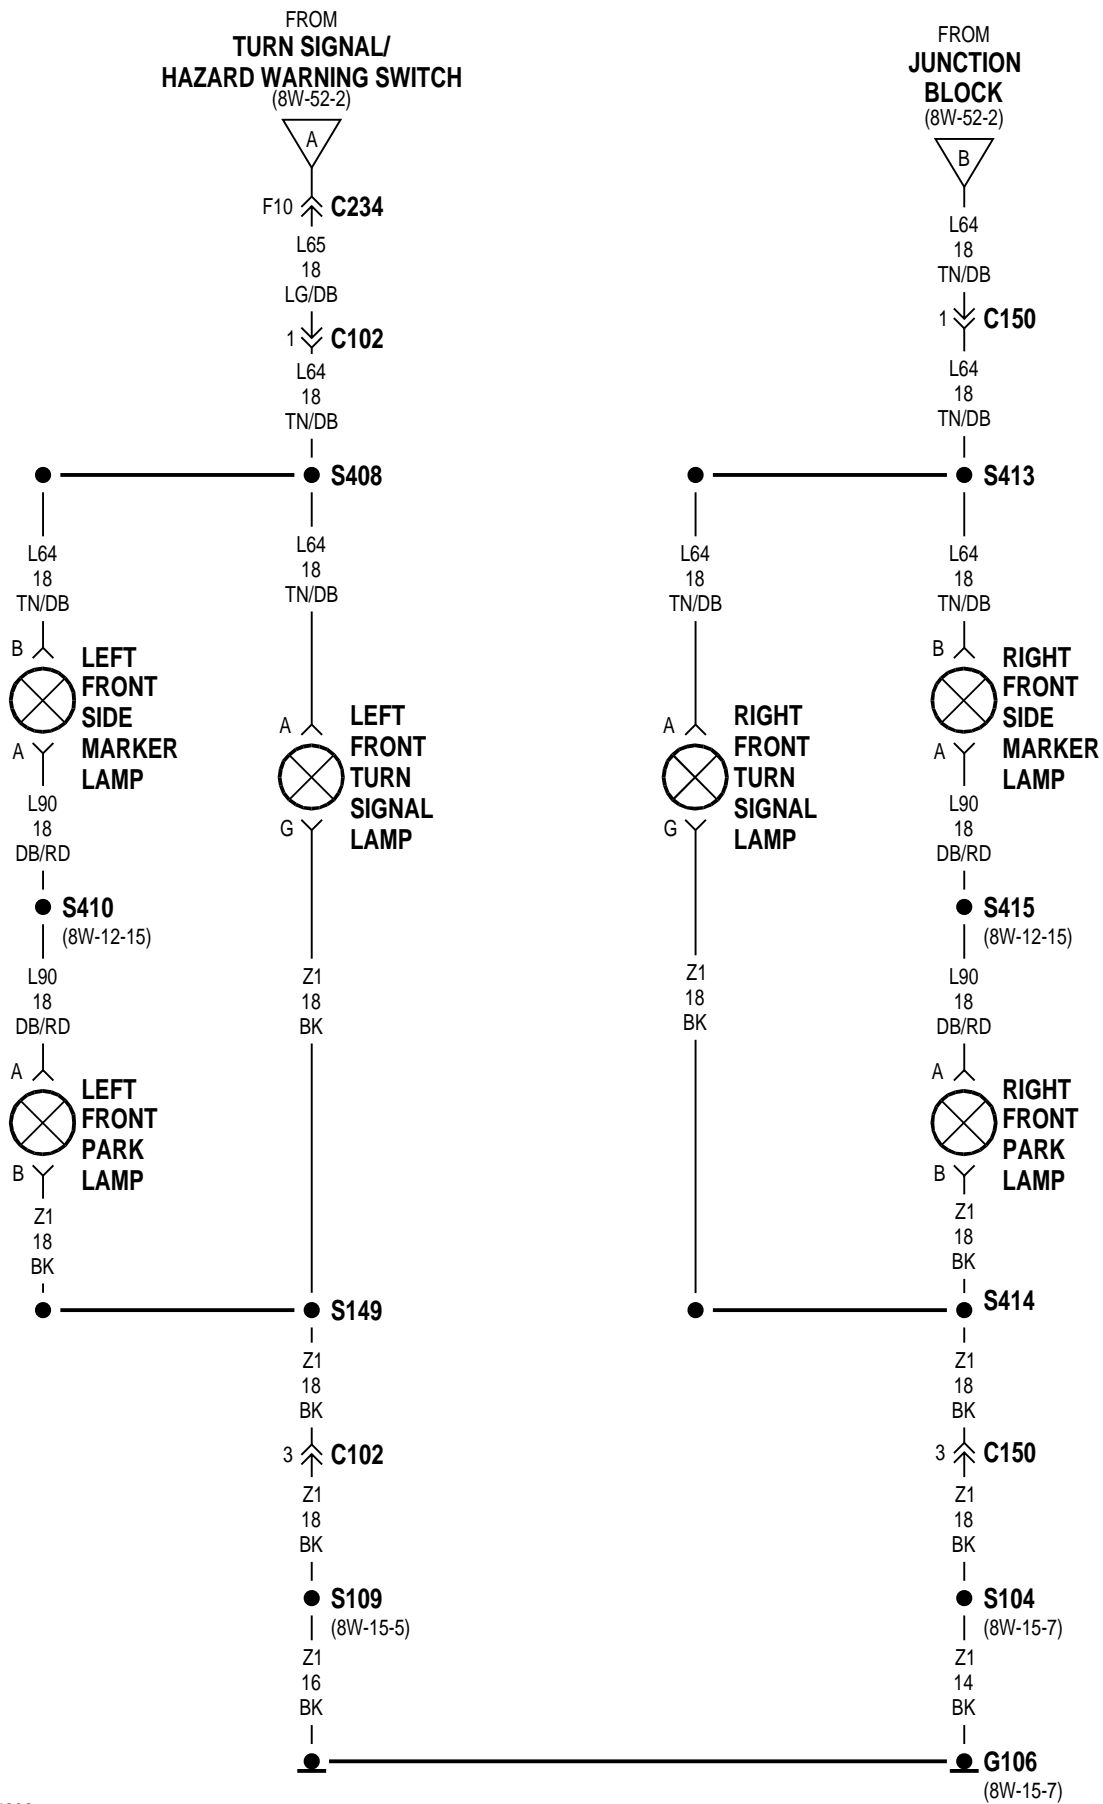 FROM
TURN SIGNAL/
HAZARD WARNING SWITCH
(8W-52-2)
A
F10
C234
L65
18
LG/DB
1
C102
L64
18
TN/DB
S408
L64
18
TN/DB
B
LEFT
FRONT
SIDE
MARKER
LAMP
A
L90
18
DB/RD
S410
(8W-12-15)
L90
18
DB/RD
A
LEFT
FRONT
PARK
LAMP
B
Z1
18
BK
L64
18
TN/DB
A
LEFT
FRONT
TURN
SIGNAL
LAMP
G
Z1
18
BK
S149
Z1
18
BK
3
C102
Z1
18
BK
S109
(8W-15-5)
Z1
16
BK
FROM
JUNCTION
BLOCK
(8W-52-2)
B
L64
18
TN/DB
1
C150
L64
18
TN/DB
S413
L64
18
TN/DB
A
RIGHT
FRONT
TURN
SIGNAL
LAMP
G
Z1
18
BK
L64
18
TN/DB
B
RIGHT
FRONT
SIDE
MARKER
LAMP
A
L90
18
DB/RD
S415
(8W-12-15)
L90
18
DB/RD
A
RIGHT
FRONT
PARK
LAMP
B
Z1
18
BK
S414
Z1
18
BK
3
C150
Z1
18
BK
S104
(8W-15-7)
Z1
14
BK
G106
(8W-15-7)